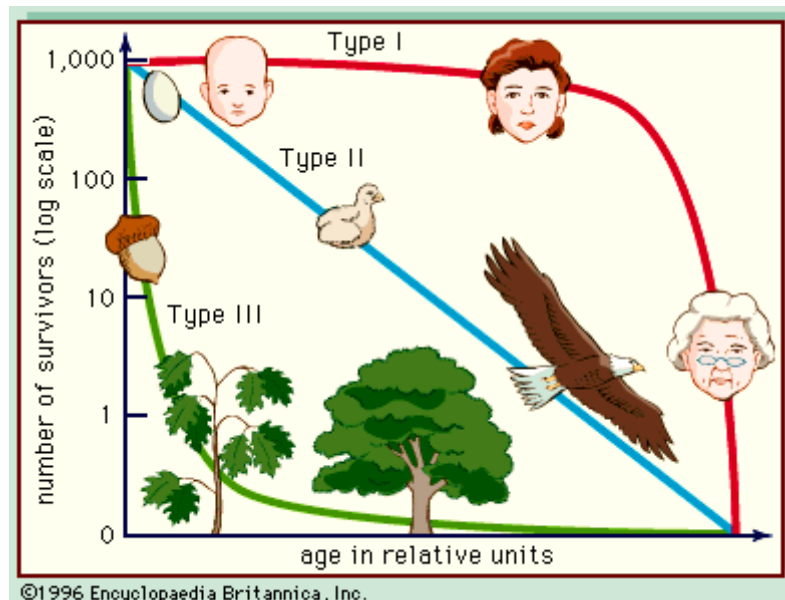 Type I
1,000
Type II
100
number of survivors (log scale)
10
Type III
1
0
age in relative units
©1996 Encyclopaedia Britannica, Inc.